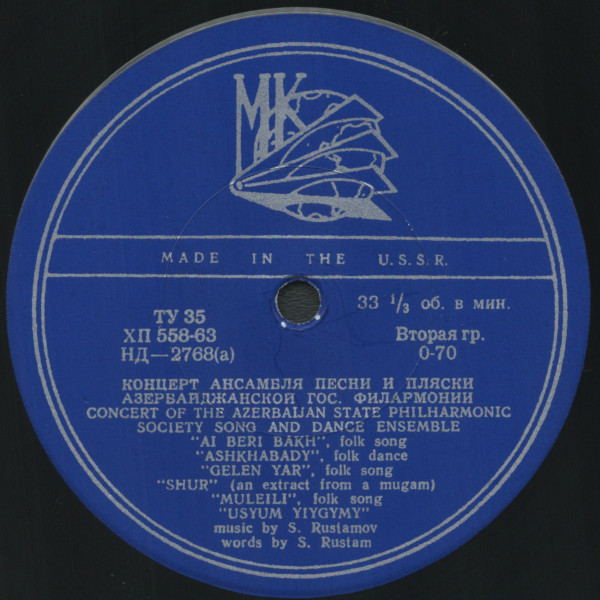 МК
MADE IN THE U.S.S.R.
33 1/3 об. в мин.
ТУ 35
ХП 558-63
НД—2768(а)
Вторая гр.
0-70
КОНЦЕРТ АНСАМБЛЯ ПЕСНИ И ПЛЯСКИ
АЗЕРБАЙДЖАНСКОЙ ГОС. ФИЛАРМОНИИ
CONCERT OF THE AZERBAIJAN STATE PHILHARMONIC
SOCIETY SONG AND DANCE ENSEMBLE
"AI BERI BAKH", folk song
"ASHKHABADY", folk dance
"GELEN YAR", folk song
"SHUR" (an extract from a mugam)
"MULEILI", folk song
"USYUM YIYGYMY"
music by S. Rustamov
words by S. Rustam